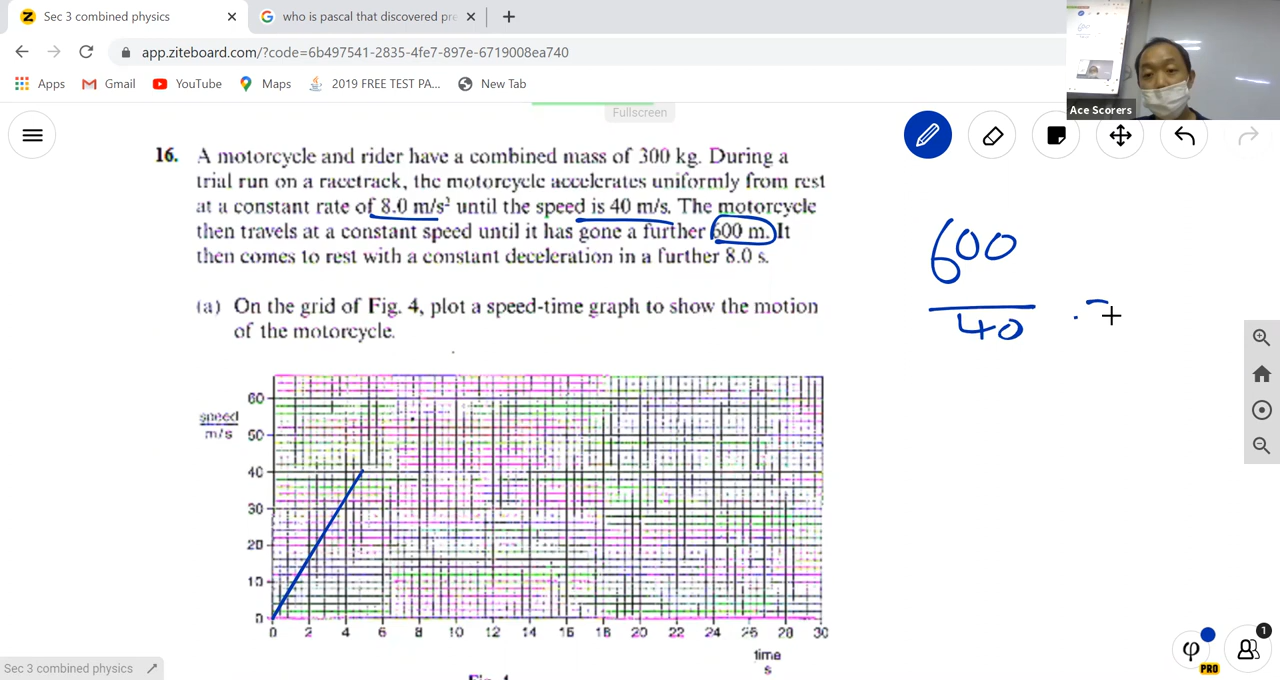 Sec 3 combined physics
who is pascal that discovered pre
app.ziteboard.com/?code=6b497541-2835-4fe7-897e-6719008ea740
Apps
Gmail
YouTube
Maps
2019 FREE TEST PA...
New Tab
Fullscreen
Ace Scorers
16. A motorcycle and rider have a combined mass of 300 kg. During a
trial run on a racetrack, the motorcycle accelerates uniformly from rest
at a constant rate of 8.0 m/s² until the speed is 40 m/s. The motorcycle
then travels at a constant speed until it has gone a further 600 m. It
then comes to rest with a constant deceleration in a further 8.0 s.
(a) On the grid of Fig. 4, plot a speed-time graph to show the motion
of the motorcycle.
600
40
speed
m/s
60
50
40
30
20
10
0
0 2 4 6 8 10 12 14 16 18 20 22 24 26 28 30
time
s
Sec 3 combined physics
PRO
1